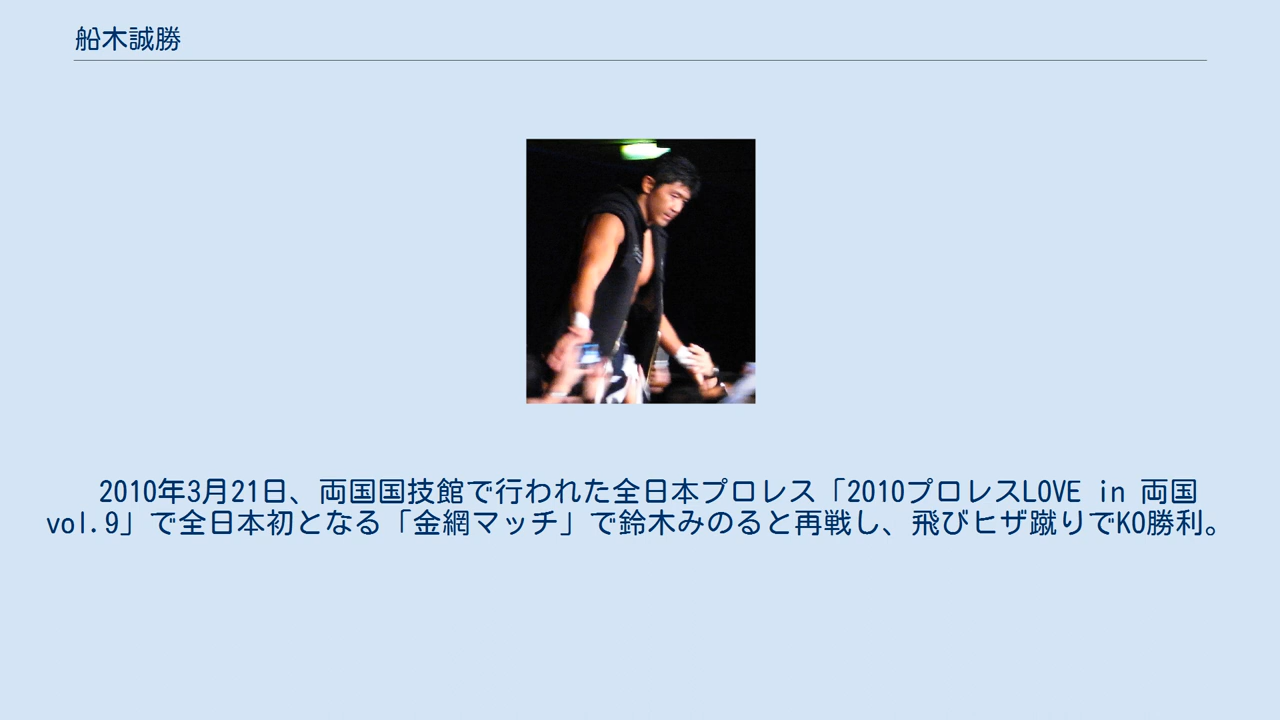 船木誠勝
2010年3月21日、両国国技館で行われた全日本プロレス「2010プロレスLOVE in 両国
vol.9」で全日本初となる「金網マッチ」で鈴木みのると再戦し、飛びヒザ蹴りでKO勝利。